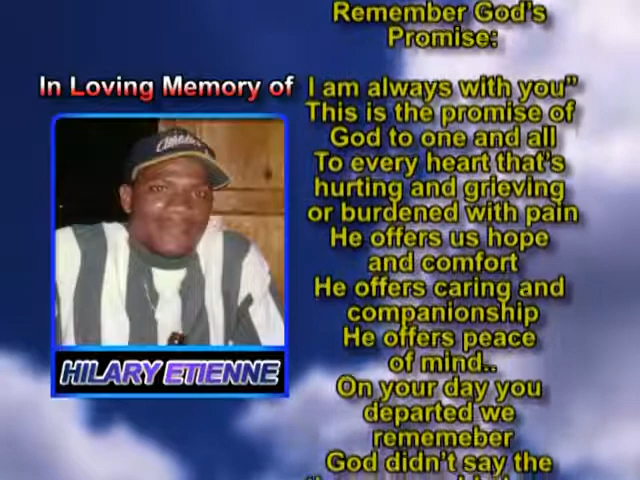 Remember God's
Promise:
In Loving Memory of
I am always with you"
This is the promise of
God to one and all
To every heart that's
hurting and grieving
or burdened with pain
He offers us hope
and comfort
He offers caring and
companionship
He offers peace
of mind..
On your day you
departed we
rememeber
God didn't say the
HILARY ETIENNE